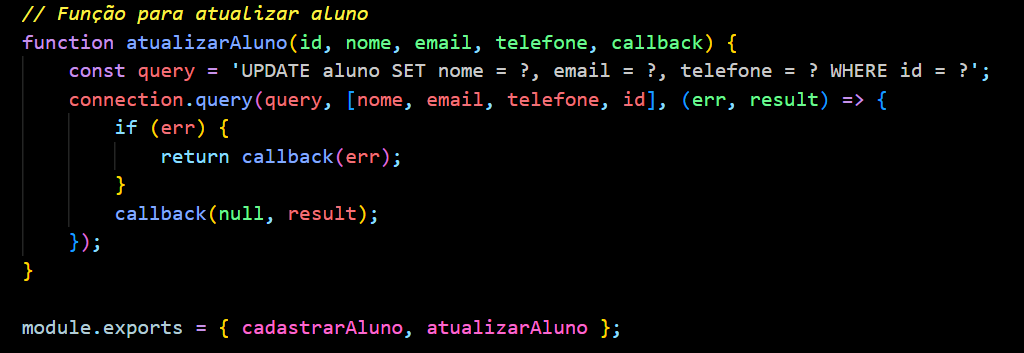 // Função para atualizar aluno
function atualizarAluno(id, nome, email, telefone, callback) {
    const query = 'UPDATE aluno SET nome = ?, email = ?, telefone = ? WHERE id = ?';
    connection.query(query, [nome, email, telefone, id], (err, result) => {
        if (err) {
            return callback(err);
        }
        callback(null, result);
    });
}

module.exports = { cadastrarAluno, atualizarAluno };